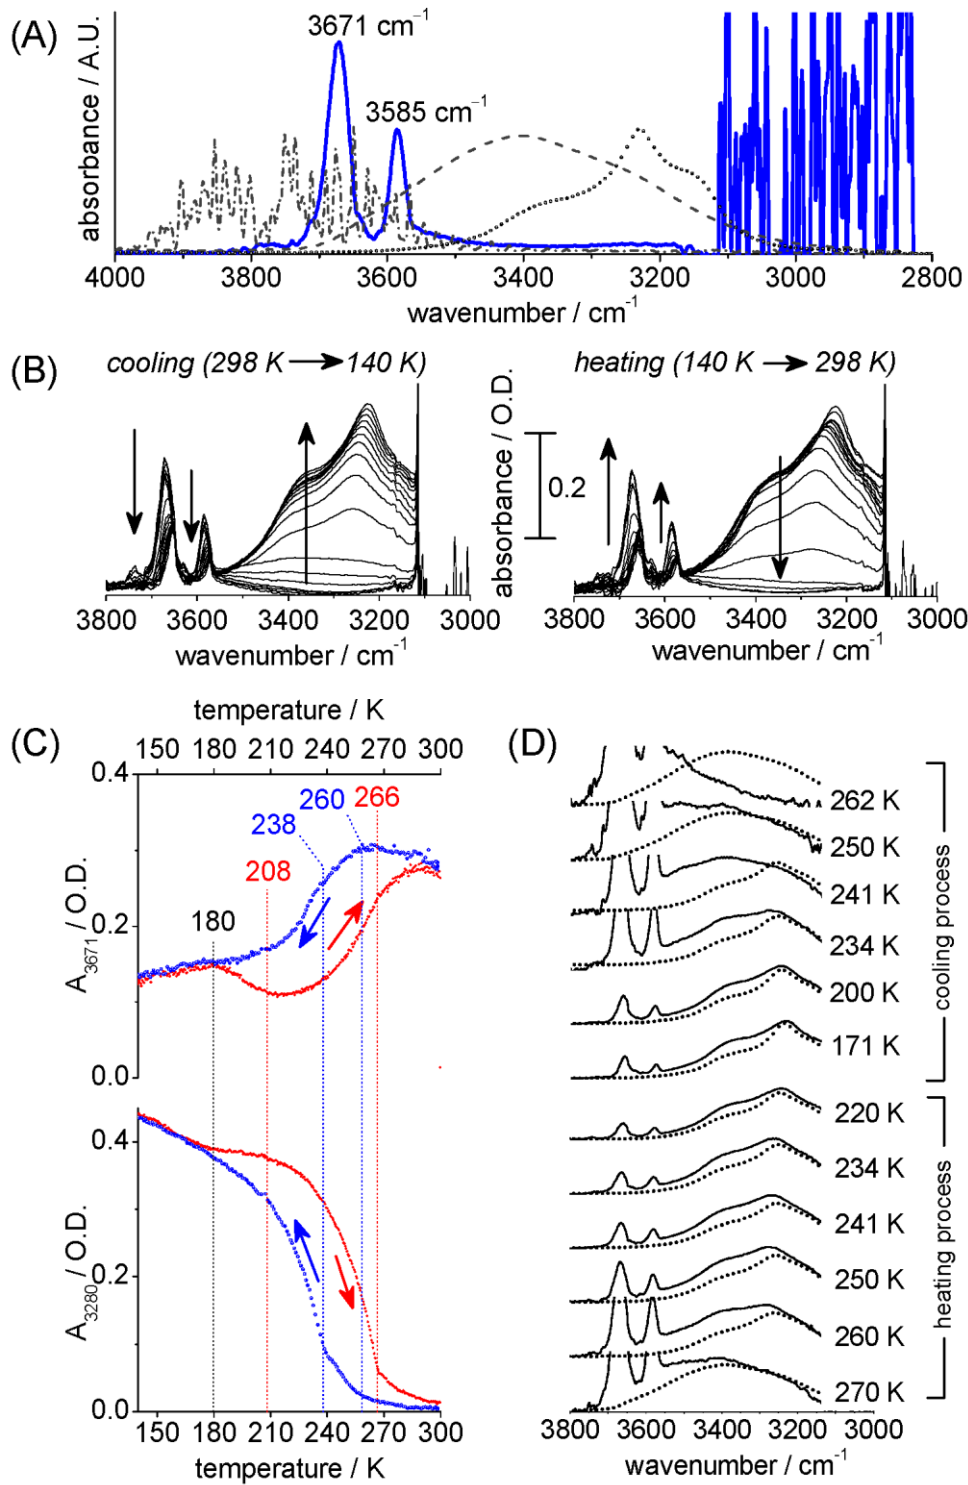 (A)
3671 cm⁻¹
3585 cm⁻¹
absorbance / A.U.
4000 3800 3600 3400 3200 3000 2800
wavenumber / cm⁻¹
(B)
cooling (298 K → 140 K)
heating (140 K → 298 K)
absorbance / O.D.
0.2
3800 3600 3400 3200 3000
wavenumber / cm⁻¹
3800 3600 3400 3200 3000
wavenumber / cm⁻¹
(C)
temperature / K
150 180 210 240 270 300
0.4
260 266
238
208
180
0.2
A₃₆₇₁ / O.D.
0.0
0.4
0.2
A₃₂₈₀ / O.D.
0.0
150 180 210 240 270 300
temperature / K
(D)
262 K
250 K
241 K
234 K
200 K
171 K
cooling process
220 K
234 K
241 K
250 K
260 K
270 K
heating process
3800 3600 3400 3200 3000
wavenumber / cm⁻¹